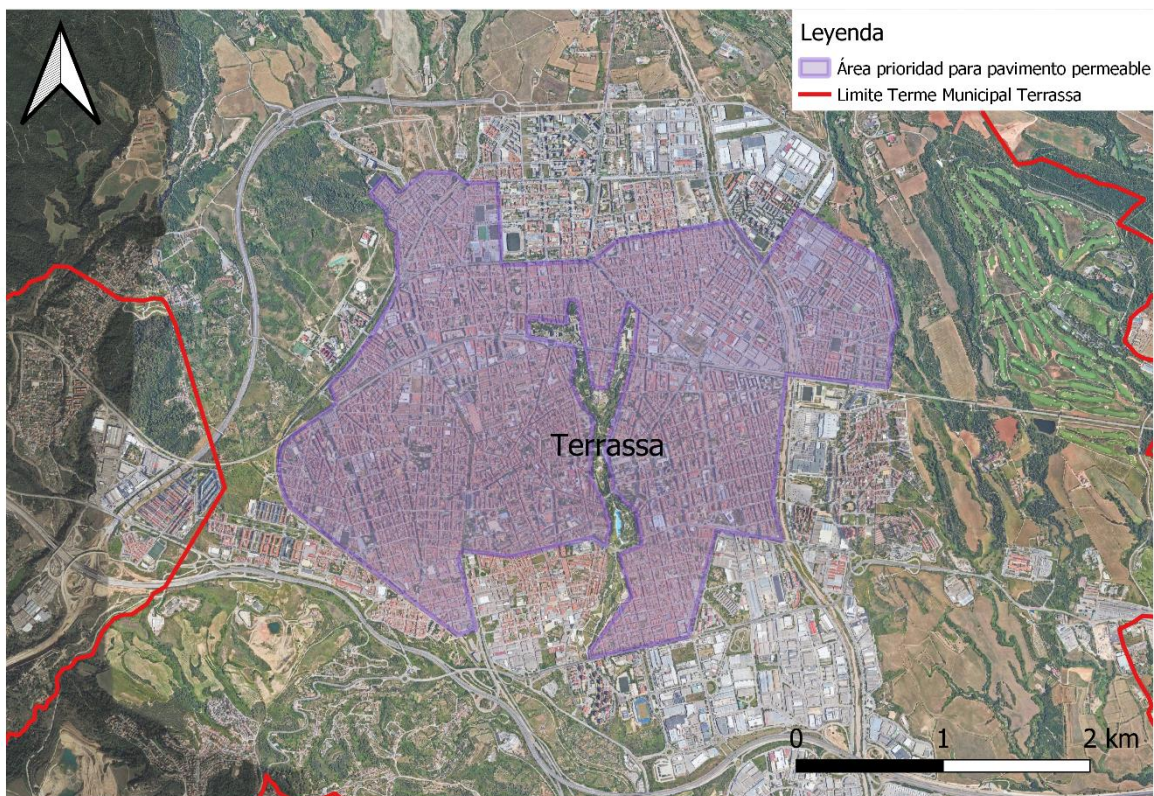 Leyenda
Área prioridad para pavimento permeable
Limite Terme Municipal Terrassa
Terrassa
0 1 2 km